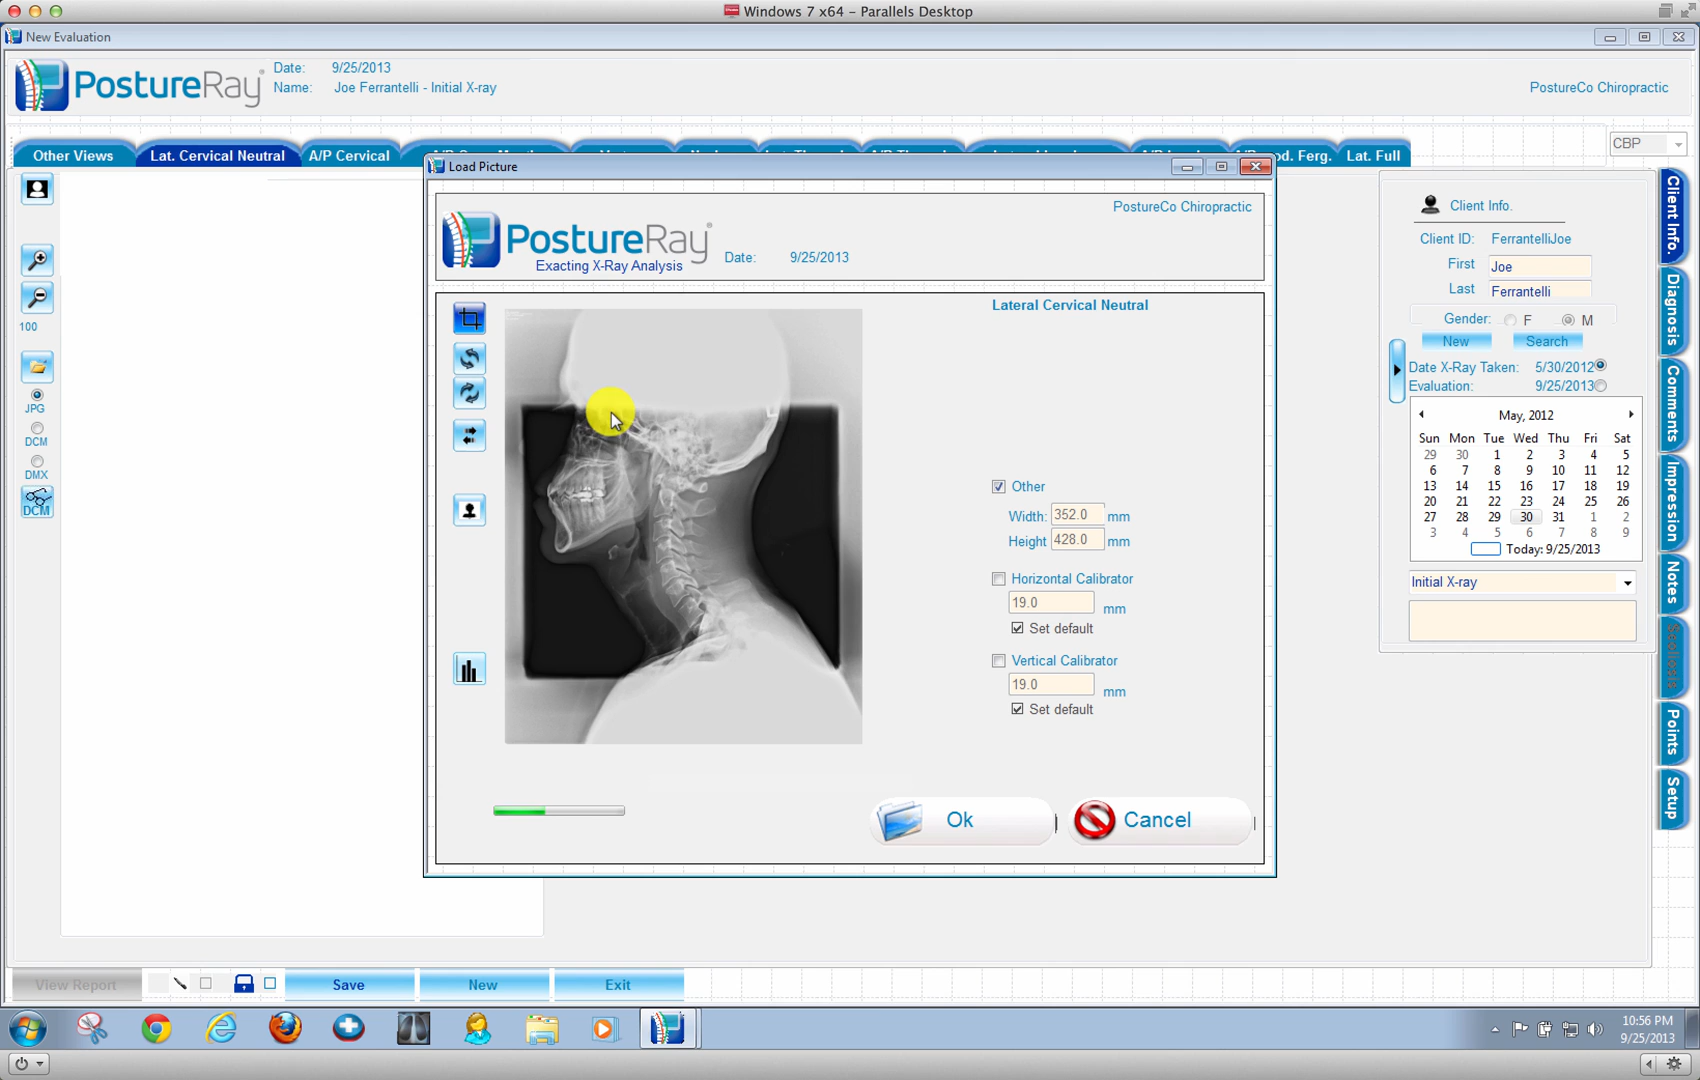 Windows 7 x64 - Parallels Desktop
New Evaluation
PostureRay
Date: 9/25/2013
Name: Joe Ferrantelli - Initial X-ray
PostureCo Chiropractic
CBP
Other Views
Lat. Cervical Neutral
A/P Cervical
Ferg.
Lat. Full
Load Picture
PostureCo Chiropractic
PostureRay
Exacting X-Ray Analysis
Date: 9/25/2013
Lateral Cervical Neutral
Other
Width: 352.0 mm
Height 428.0 mm
Horizontal Calibrator
19.0 mm
Set default
Vertical Calibrator
19.0 mm
Set default
Ok
Cancel
100
JPG
DCM
DMX
DCM
Client Info.
Client ID: FerrantelliJoe
First Joe
Last Ferrantelli
Gender: F M
New Search
Date X-Ray Taken: 5/30/2012
Evaluation: 9/25/2013
May, 2012
Sun Mon Tue Wed Thu Fri Sat
29 30 1 2 3 4 5
6 7 8 9 10 11 12
13 14 15 16 17 18 19
20 21 22 23 24 25 26
27 28 29 30 31 1 2
3 4 5 6 7 8 9
Today: 9/25/2013
Initial X-ray
Client Info.
Diagnosis
Comments
Impression
Notes
Scoliosis
Points
Setup
View Report
Save
New
Exit
10:56 PM
9/25/2013